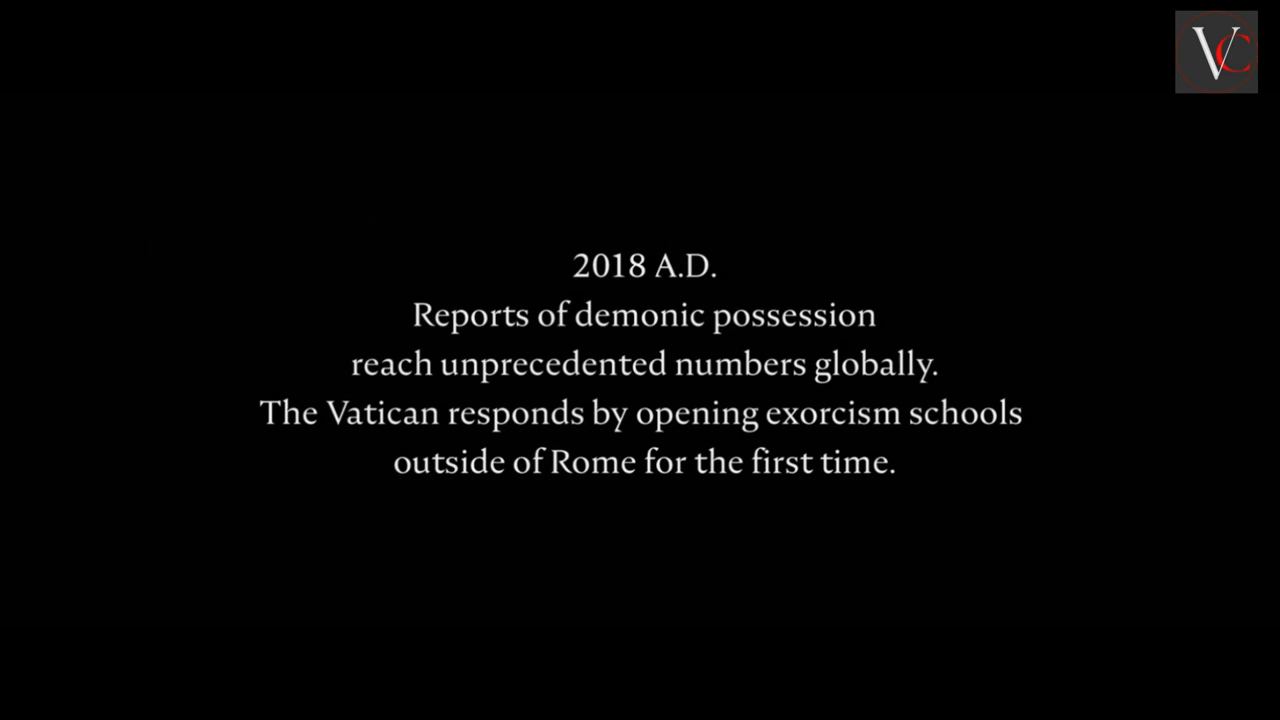 VC
2018 A.D.
Reports of demonic possession
reach unprecedented numbers globally.
The Vatican responds by opening exorcism schools
outside of Rome for the first time.